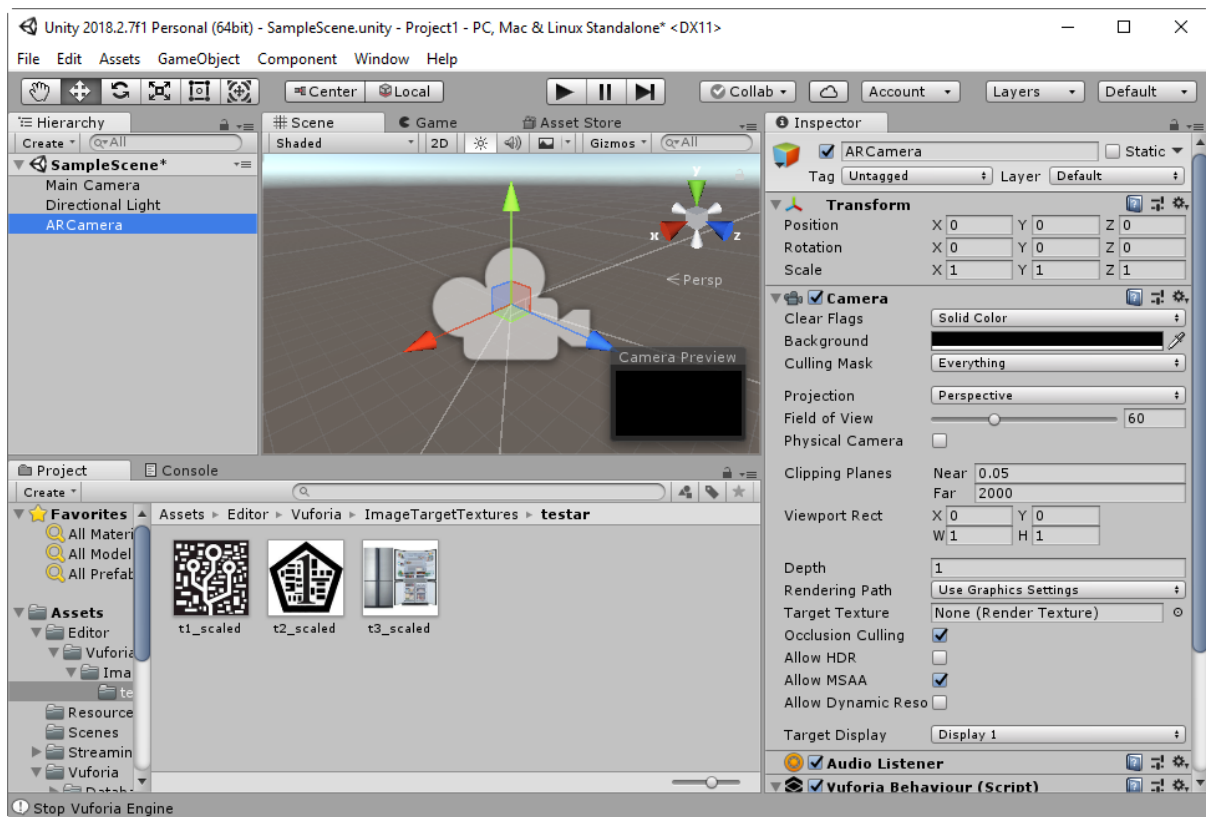 Unity 2018.2.7f1 Personal (64bit) - SampleScene.unity - Project1 - PC, Mac & Linux Standalone* <DX11>
File Edit Assets GameObject Component Window Help
Center Local Collab Account Layers Default
Hierarchy
Create All
SampleScene*
Main Camera
Directional Light
ARCamera
Scene Game Asset Store
Shaded 2D Gizmos All
y
x z
Persp
Camera Preview
Inspector
ARCamera Static
Tag Untagged Layer Default
Transform
Position X 0 Y 0 Z 0
Rotation X 0 Y 0 Z 0
Scale X 1 Y 1 Z 1
Camera
Clear Flags Solid Color
Background
Culling Mask Everything
Projection Perspective
Field of View 60
Physical Camera
Clipping Planes Near 0.05
Far 2000
Viewport Rect X 0 Y 0
W 1 H 1
Depth 1
Rendering Path Use Graphics Settings
Target Texture None (Render Texture)
Occlusion Culling
Allow HDR
Allow MSAA
Allow Dynamic Reso
Target Display Display 1
Audio Listener
Vuforia Behaviour (Script)
Project Console
Create
Favorites
All Materi
All Model
All Prefab
Assets
Editor
Vuforia
Ima
te
Resource
Scenes
Streamin
Vuforia
Databa
Assets Editor Vuforia ImageTargetTextures testar
t1_scaled t2_scaled t3_scaled
Stop Vuforia Engine